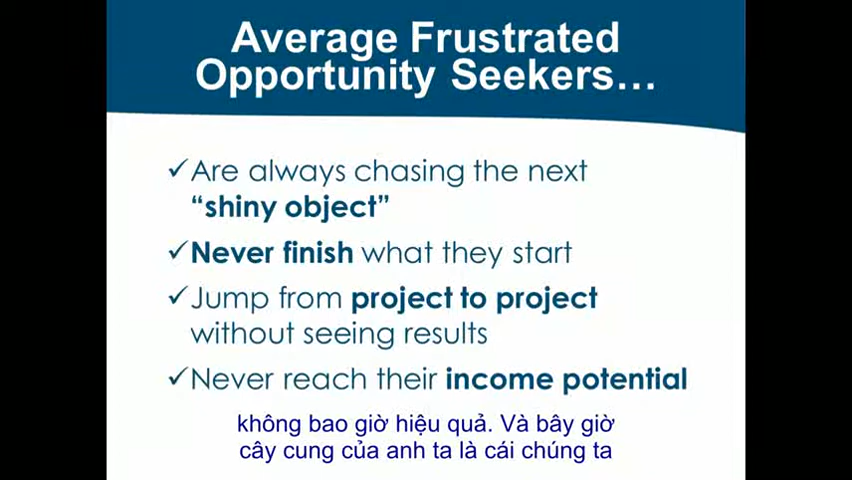 Average Frustrated
Opportunity Seekers…
✓Are always chasing the next
“shiny object”
✓Never finish what they start
✓Jump from project to project
without seeing results
✓Never reach their income potential
không bao giờ hiệu quả. Và bây giờ
cây cung của anh ta là cái chúng ta